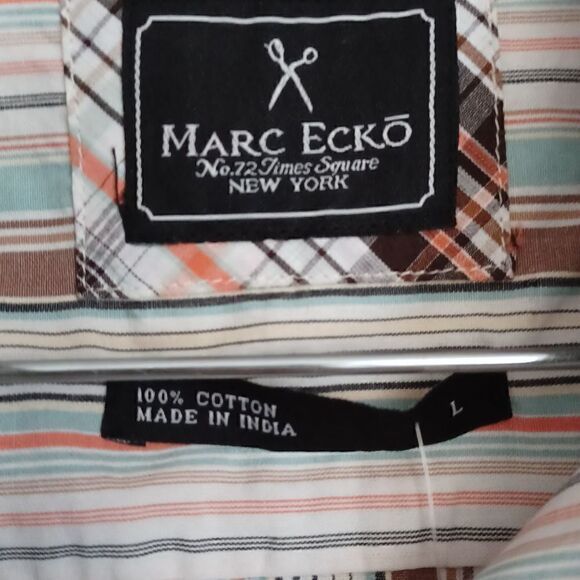 MARC ECKŌ
No. 72 Times Square
NEW YORK
100% COTTON
MADE IN INDIA
L